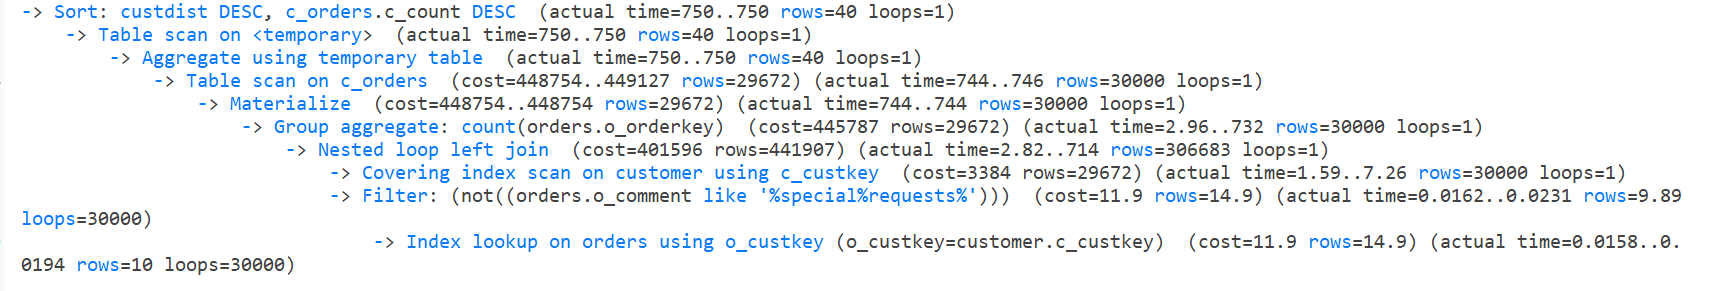 -> Sort: custdist DESC, c_orders.c_count DESC (actual time=750..750 rows=40 loops=1)
-> Table scan on <temporary> (actual time=750..750 rows=40 loops=1)
-> Aggregate using temporary table (actual time=750..750 rows=40 loops=1)
-> Table scan on c_orders (cost=448754..449127 rows=29672) (actual time=744..746 rows=30000 loops=1)
-> Materialize (cost=448754..448754 rows=29672) (actual time=744..744 rows=30000 loops=1)
-> Group aggregate: count(orders.o_orderkey) (cost=445787 rows=29672) (actual time=2.96..732 rows=30000 loops=1)
-> Nested loop left join (cost=401596 rows=441907) (actual time=2.82..714 rows=306683 loops=1)
-> Covering index scan on customer using c_custkey (cost=3384 rows=29672) (actual time=1.59..7.26 rows=30000 loops=1)
-> Filter: (not((orders.o_comment like '%special%requests%'))) (cost=11.9 rows=14.9) (actual time=0.0162..0.0231 rows=9.89
loops=30000)
-> Index lookup on orders using o_custkey (o_custkey=customer.c_custkey) (cost=11.9 rows=14.9) (actual time=0.0158..0.
0194 rows=10 loops=30000)